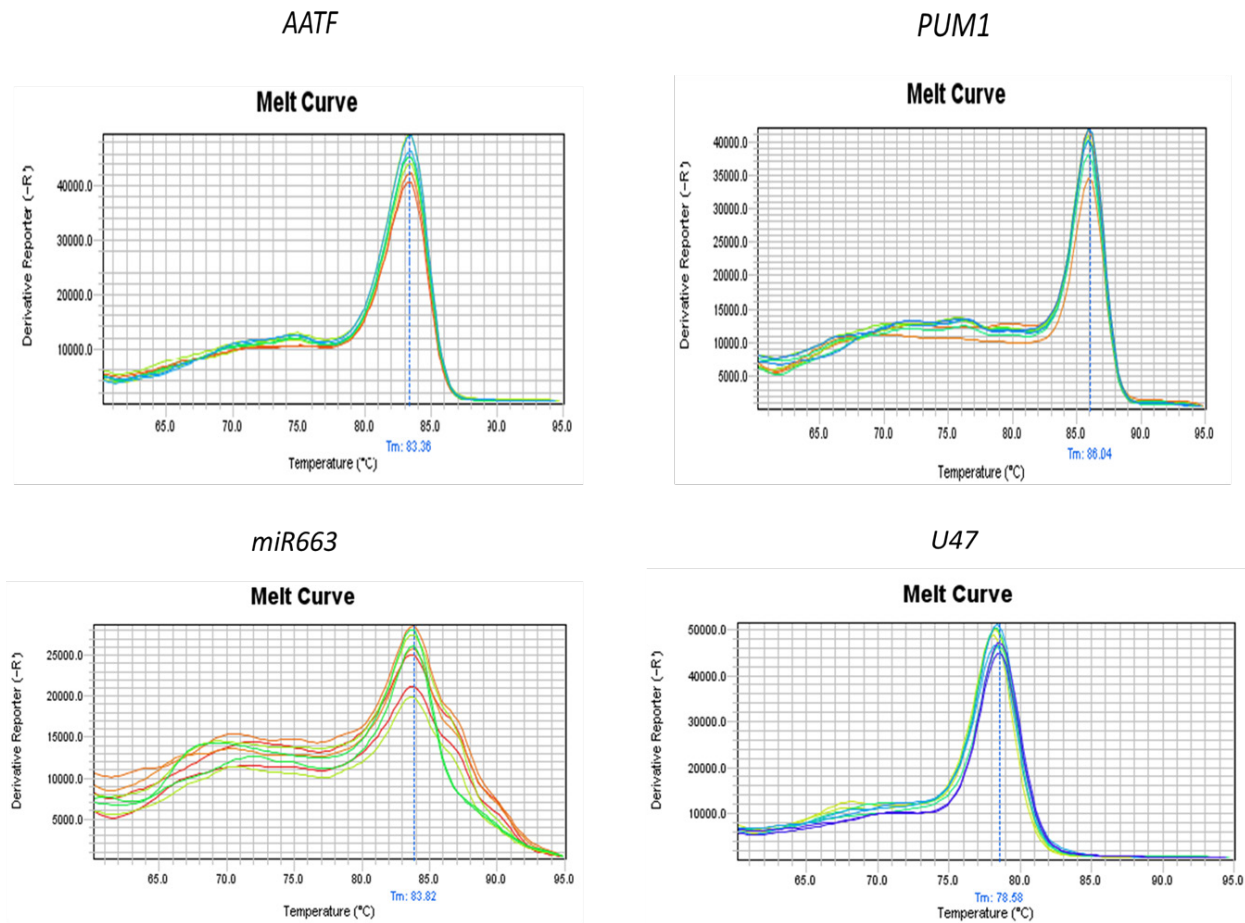 AATF
Melt Curve
Derivative Reporter (-R')
40000.0
30000.0
20000.0
10000.0
65.0 70.0 75.0 80.0 85.0 90.0 95.0
Tm: 83.36
Temperature (°C)
PUM1
Melt Curve
Derivative Reporter (-R')
40000.0
35000.0
30000.0
25000.0
20000.0
15000.0
10000.0
5000.0
65.0 70.0 75.0 80.0 85.0 90.0 95.0
Tm: 86.04
Temperature (°C)
miR663
Melt Curve
Derivative Reporter (-R')
25000.0
20000.0
15000.0
10000.0
5000.0
65.0 70.0 75.0 80.0 85.0 90.0 95.0
Tm: 83.82
Temperature (°C)
U47
Melt Curve
Derivative Reporter (-R')
50000.0
40000.0
30000.0
20000.0
10000.0
65.0 70.0 75.0 80.0 85.0 90.0 95.0
Tm: 78.58
Temperature (°C)